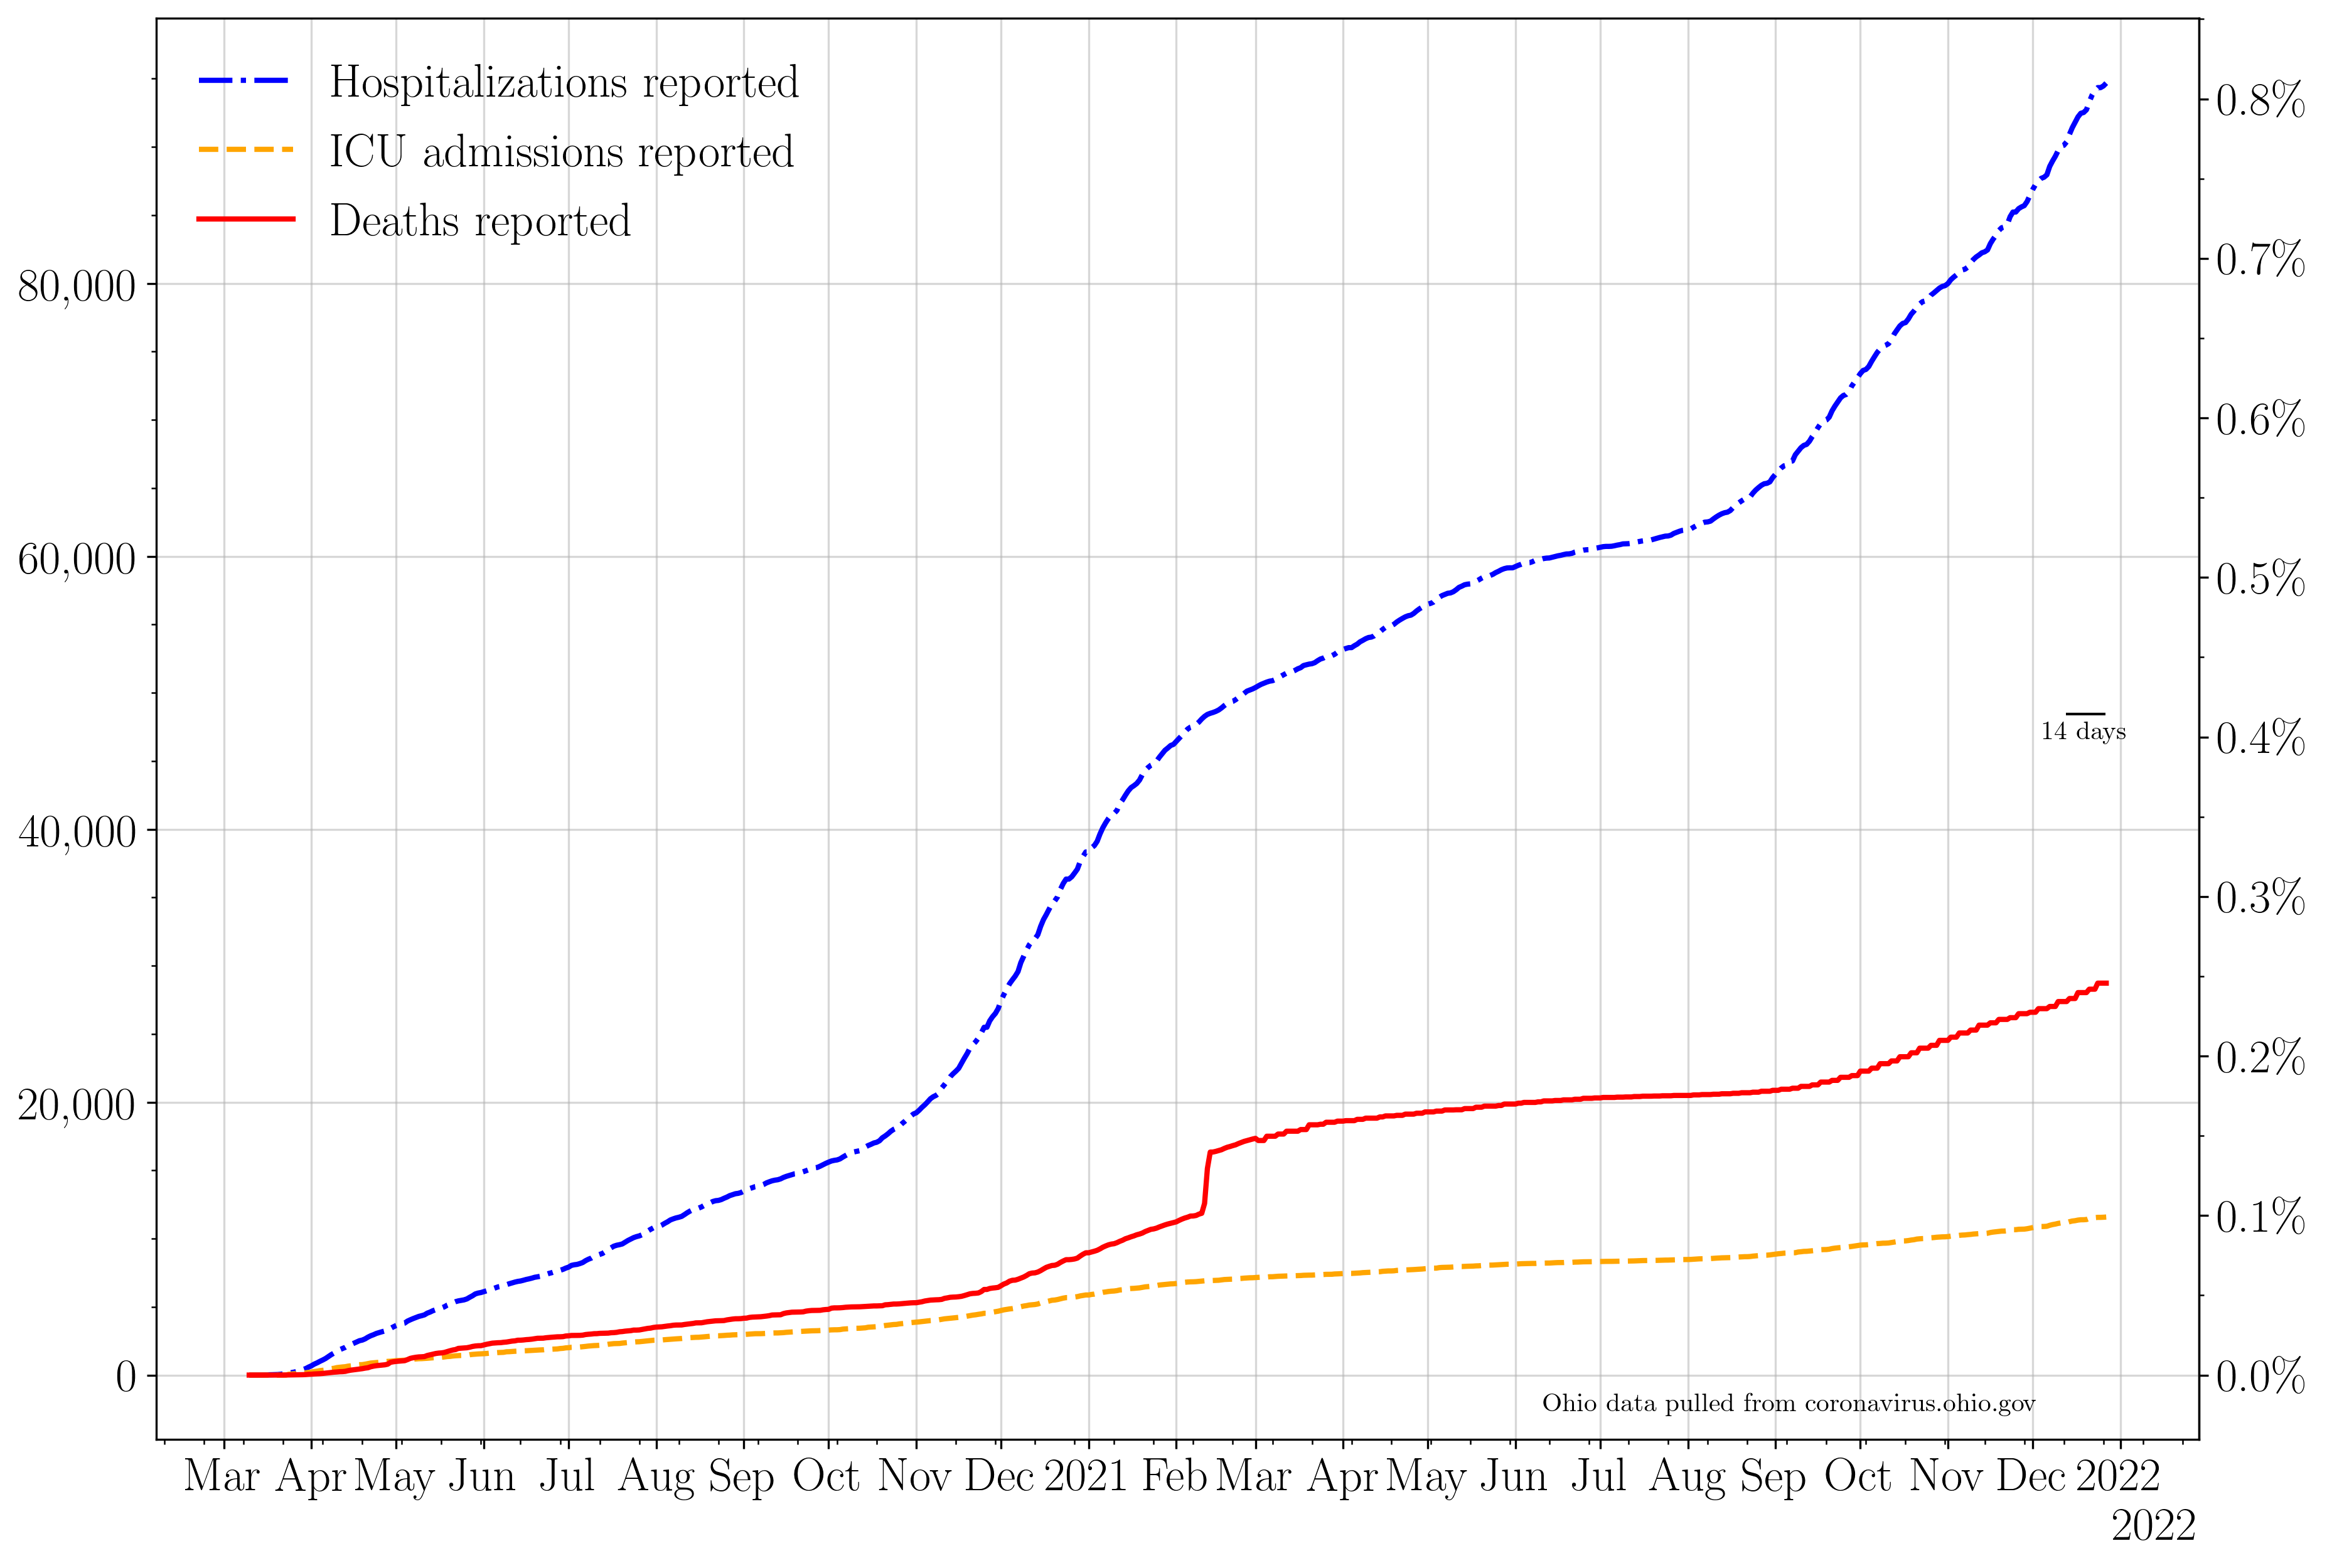 Hospitalizations reported
ICU admissions reported
Deaths reported
80,000
60,000
40,000
20,000
0
0.8%
0.7%
0.6%
0.5%
0.4%
0.3%
0.2%
0.1%
0.0%
14 days
Ohio data pulled from coronavirus.ohio.gov
Mar Apr May Jun Jul Aug Sep Oct Nov Dec 2021 Feb Mar Apr May Jun Jul Aug Sep Oct Nov Dec 2022
2022